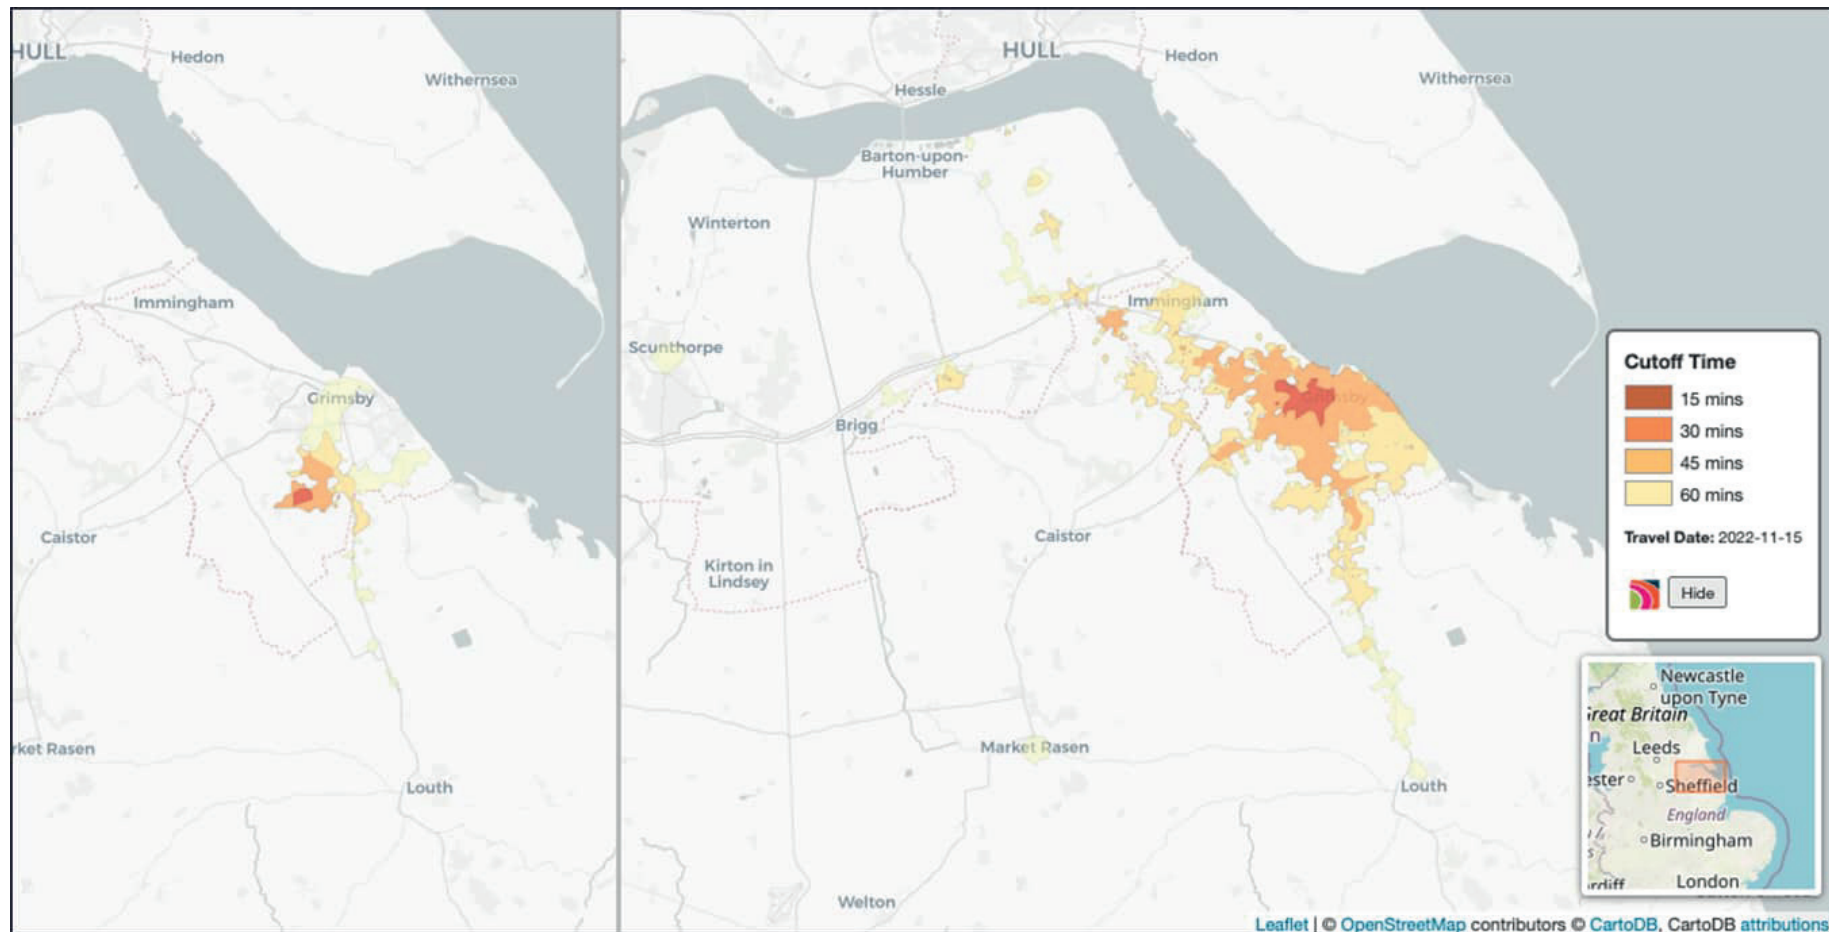 HULL
Hedon
Withernsea
Immingham
Grimsby
Caistor
rket Rasen
Louth
HULL
Hedon
Withernsea
Hessle
Barton-upon-
Humber
Winterton
Immingham
Scunthorpe
Brigg
Caistor
Kirton in
Lindsey
Market Rasen
Louth
Welton
Cutoff Time
15 mins
30 mins
45 mins
60 mins
Travel Date: 2022-11-15
Hide
Newcastle
upon Tyne
Great Britain
n
Leeds
ester
Sheffield
England
Birmingham
rdiff
London
Leaflet | © OpenStreetMap contributors © CartoDB, CartoDB attributions